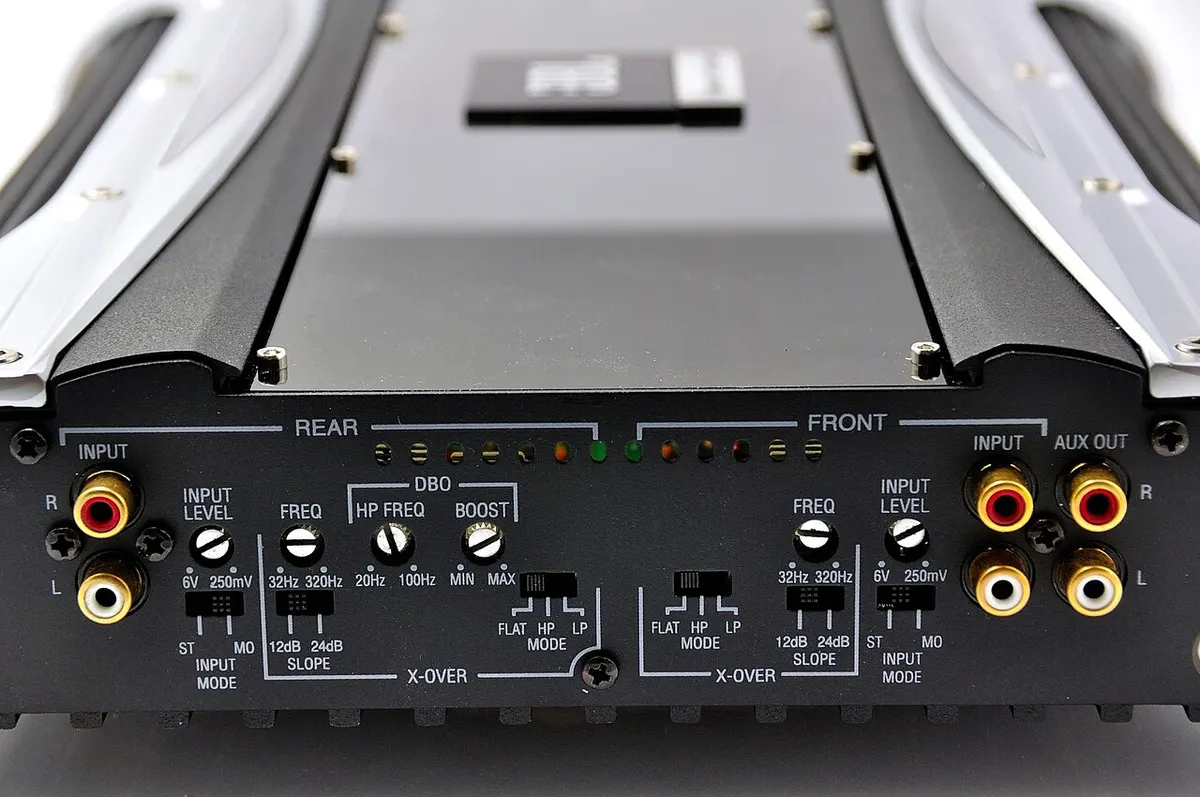 REAR
FRONT
INPUT
R
L
INPUT
LEVEL
6V 250mV
ST MO
INPUT
MODE
FREQ
32Hz 320Hz
12dB 24dB
SLOPE
DBO
HP FREQ
20Hz 100Hz
BOOST
MIN MAX
FLAT HP LP
MODE
X-OVER
FLAT HP LP
MODE
FREQ
32Hz 320Hz
12dB 24dB
SLOPE
X-OVER
INPUT
LEVEL
6V 250mV
ST MO
INPUT
MODE
INPUT
AUX OUT
R
L